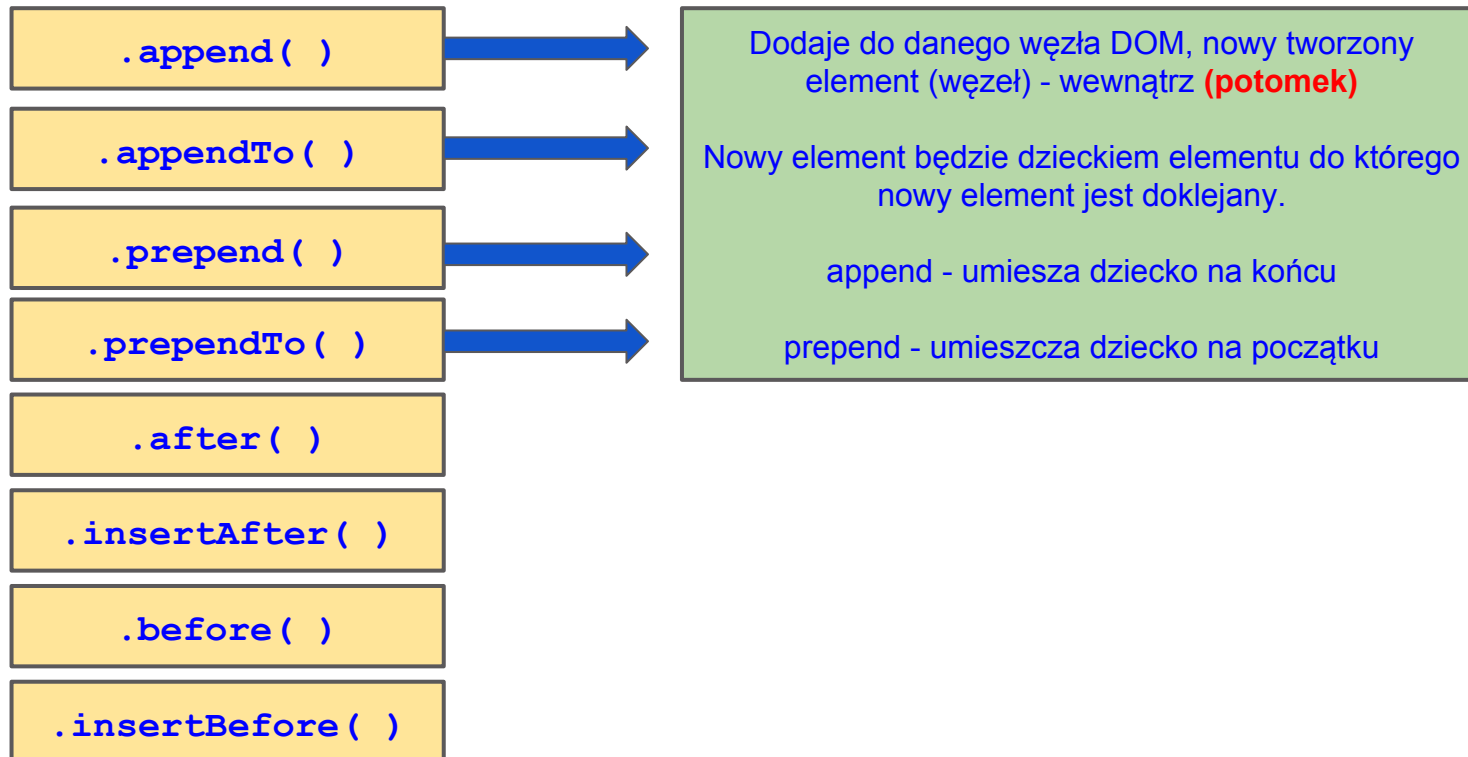 .append( )
.appendTo( )
.prepend( )
.prependTo( )
.after( )
.insertAfter( )
.before( )
.insertBefore( )
Dodaje do danego węzła DOM, nowy tworzony
element (węzeł) - wewnątrz (potomek)
Nowy element będzie dzieckiem elementu do którego
nowy element jest doklejany.
append - umiesza dziecko na końcu
prepend - umieszcza dziecko na początku